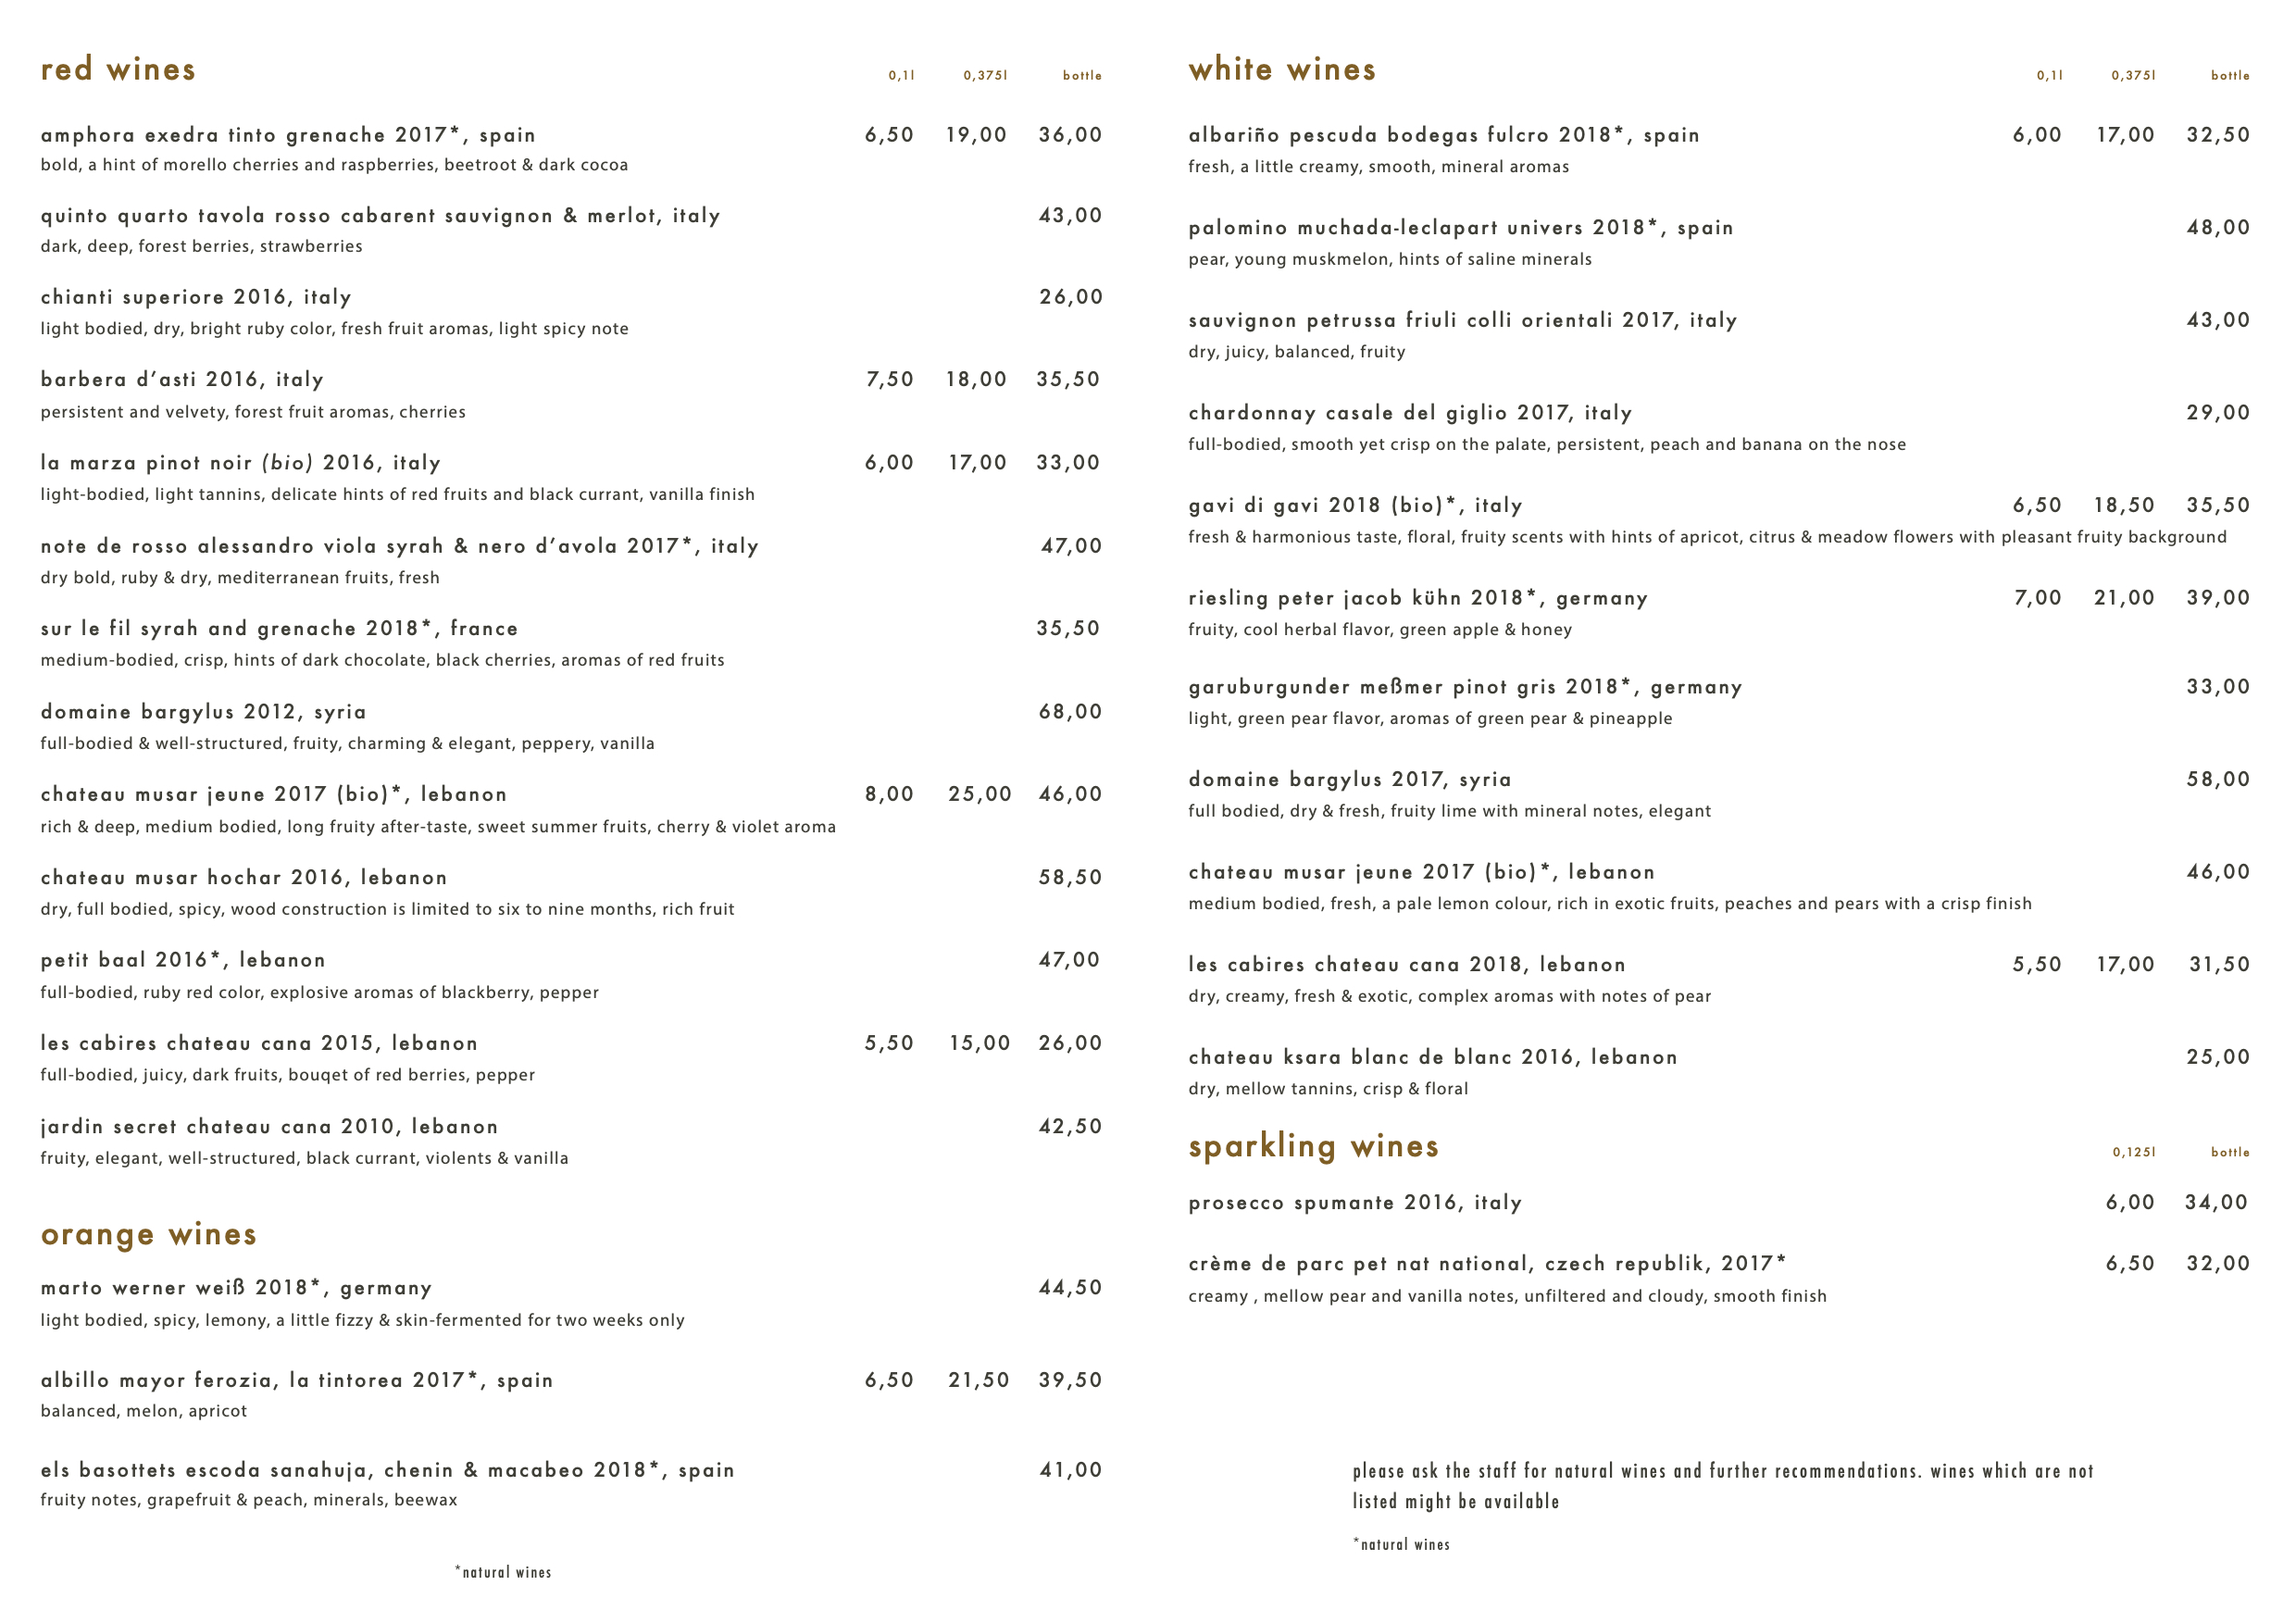 red wines 0,1l 0,375l bottle
amphora exedra tinto grenache 2017*, spain 6,50 19,00 36,00
bold, a hint of morello cherries and raspberries, beetroot & dark cocoa
quinto quarto tavola rosso cabarent sauvignon & merlot, italy 43,00
dark, deep, forest berries, strawberries
chianti superiore 2016, italy 26,00
light bodied, dry, bright ruby color, fresh fruit aromas, light spicy note
barbera d’asti 2016, italy 7,50 18,00 35,50
persistent and velvety, forest fruit aromas, cherries
la marza pinot noir (bio) 2016, italy 6,00 17,00 33,00
light-bodied, light tannins, delicate hints of red fruits and black currant, vanilla finish
note de rosso alessandro viola syrah & nero d’avola 2017*, italy 47,00
dry bold, ruby & dry, mediterranean fruits, fresh
sur le fil syrah and grenache 2018*, france 35,50
medium-bodied, crisp, hints of dark chocolate, black cherries, aromas of red fruits
domaine bargylus 2012, syria 68,00
full-bodied & well-structured, fruity, charming & elegant, peppery, vanilla
chateau musar jeune 2017 (bio)*, lebanon 8,00 25,00 46,00
rich & deep, medium bodied, long fruity after-taste, sweet summer fruits, cherry & violet aroma
chateau musar hochar 2016, lebanon 58,50
dry, full bodied, spicy, wood construction is limited to six to nine months, rich fruit
petit baal 2016*, lebanon 47,00
full-bodied, ruby red color, explosive aromas of blackberry, pepper
les cabires chateau cana 2015, lebanon 5,50 15,00 26,00
full-bodied, juicy, dark fruits, bouqet of red berries, pepper
jardin secret chateau cana 2010, lebanon 42,50
fruity, elegant, well-structured, black currant, violents & vanilla
orange wines
marto werner weiß 2018*, germany 44,50
light bodied, spicy, lemony, a little fizzy & skin-fermented for two weeks only
albillo mayor ferozia, la tintorea 2017*, spain 6,50 21,50 39,50
balanced, melon, apricot
els basottets escoda sanahuja, chenin & macabeo 2018*, spain 41,00
fruity notes, grapefruit & peach, minerals, beewax
*natural wines
white wines 0,1l 0,375l bottle
albariño pescuda bodegas fulcro 2018*, spain 6,00 17,00 32,50
fresh, a little creamy, smooth, mineral aromas
palomino muchada-leclapart univers 2018*, spain 48,00
pear, young muskmelon, hints of saline minerals
sauvignon petrussa friuli colli orientali 2017, italy 43,00
dry, juicy, balanced, fruity
chardonnay casale del giglio 2017, italy 29,00
full-bodied, smooth yet crisp on the palate, persistent, peach and banana on the nose
gavi di gavi 2018 (bio)*, italy 6,50 18,50 35,50
fresh & harmonious taste, floral, fruity scents with hints of apricot, citrus & meadow flowers with pleasant fruity background
riesling peter jacob kühn 2018*, germany 7,00 21,00 39,00
fruity, cool herbal flavor, green apple & honey
garuburgunder meßmer pinot gris 2018*, germany 33,00
light, green pear flavor, aromas of green pear & pineapple
domaine bargylus 2017, syria 58,00
full bodied, dry & fresh, fruity lime with mineral notes, elegant
chateau musar jeune 2017 (bio)*, lebanon 46,00
medium bodied, fresh, a pale lemon colour, rich in exotic fruits, peaches and pears with a crisp finish
les cabires chateau cana 2018, lebanon 5,50 17,00 31,50
dry, creamy, fresh & exotic, complex aromas with notes of pear
chateau ksara blanc de blanc 2016, lebanon 25,00
dry, mellow tannins, crisp & floral
sparkling wines 0,125l bottle
prosecco spumante 2016, italy 6,00 34,00
crème de parc pet nat national, czech republik, 2017* 6,50 32,00
creamy , mellow pear and vanilla notes, unfiltered and cloudy, smooth finish
please ask the staff for natural wines and further recommendations. wines which are not
listed might be available
*natural wines